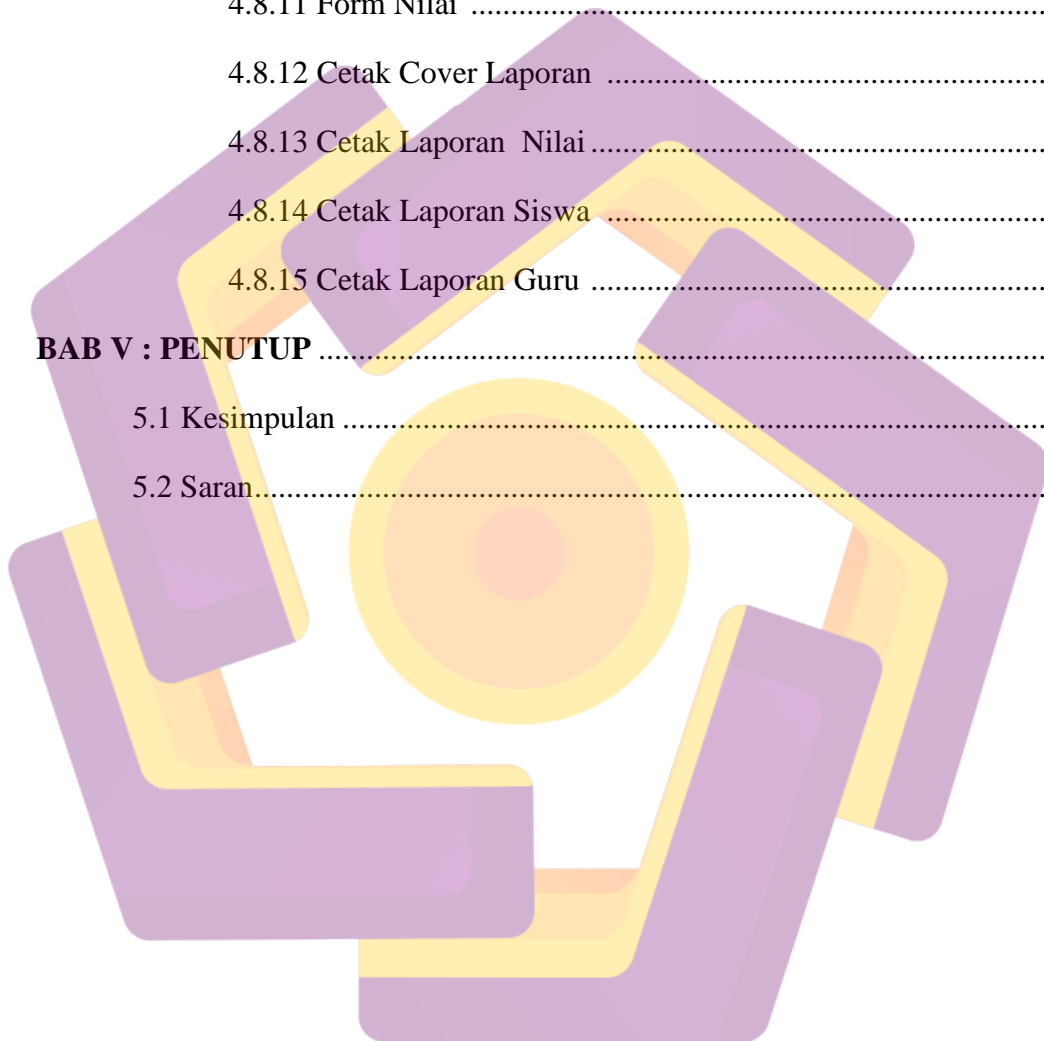 4.8.11 Form Nilai ........................................................................
4.8.12 Cetak Cover Laporan .......................................................
4.8.13 Cetak Laporan  Nilai .........................................................
4.8.14 Cetak Laporan Siswa .......................................................
4.8.15 Cetak Laporan Guru .........................................................
BAB V : PENUTUP ............................................................................................
5.1 Kesimpulan .........................................................................................
5.2 Saran....................................................................................................